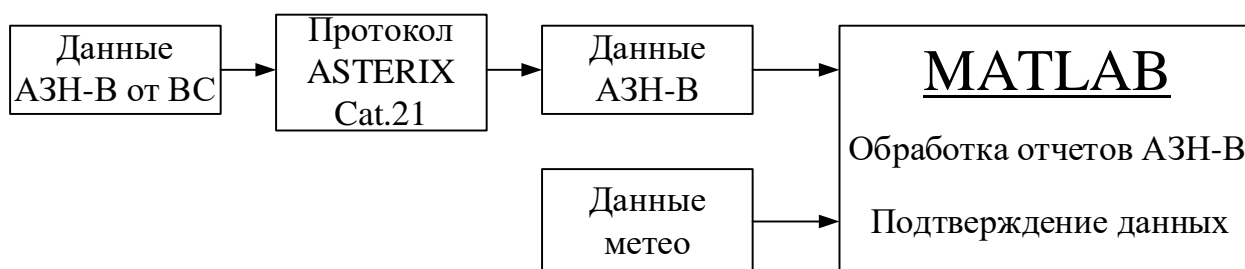 Данные
АЗН-В от ВС
Протокол
ASTERIX
Cat.21
Данные
АЗН-В
MATLAB
Обработка отчетов АЗН-В
Подтверждение данных
Данные
метео